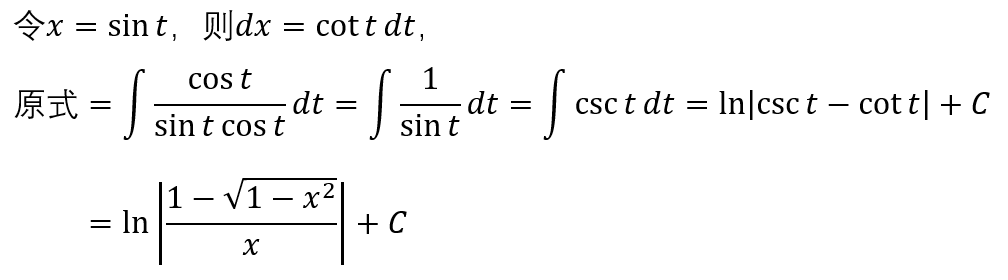 令x = sin t, 则dx = cot t dt,
原式 = ∫ cos t / (sin t cos t) dt = ∫ 1 / sin t dt = ∫ csc t dt = ln|csc t − cot t| + C
= ln |(1 − √(1 − x²)) / x| + C